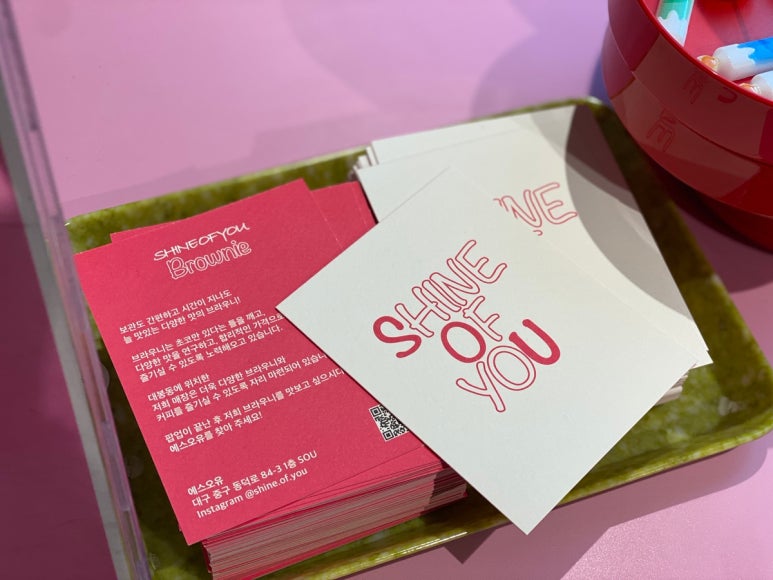 SHINE OF YOU
Brownie
보관도 간편하고 시간이 지나도
늘 맛있는 다양한 맛의 브라우니!
브라우니는 초코만 있다는 틀을 깨고,
다양한 맛을 연구하고, 합리적인 가격으로
즐기실 수 있도록 노력해오고 있습니다.
대봉동에 위치한
저희 매장은 더욱 다양한 브라우니와
커피를 즐기실 수 있도록 자리 마련되어 있습니
팝업이 끝난 후 저희 브라우니를 맛보고 싶으시다
에스오유를 찾아 주세요!
에스오유
대구 중구 동덕로 84-3 1층 SOU
Instagram @shine.of.you
SHINE
OF
YOU
NE